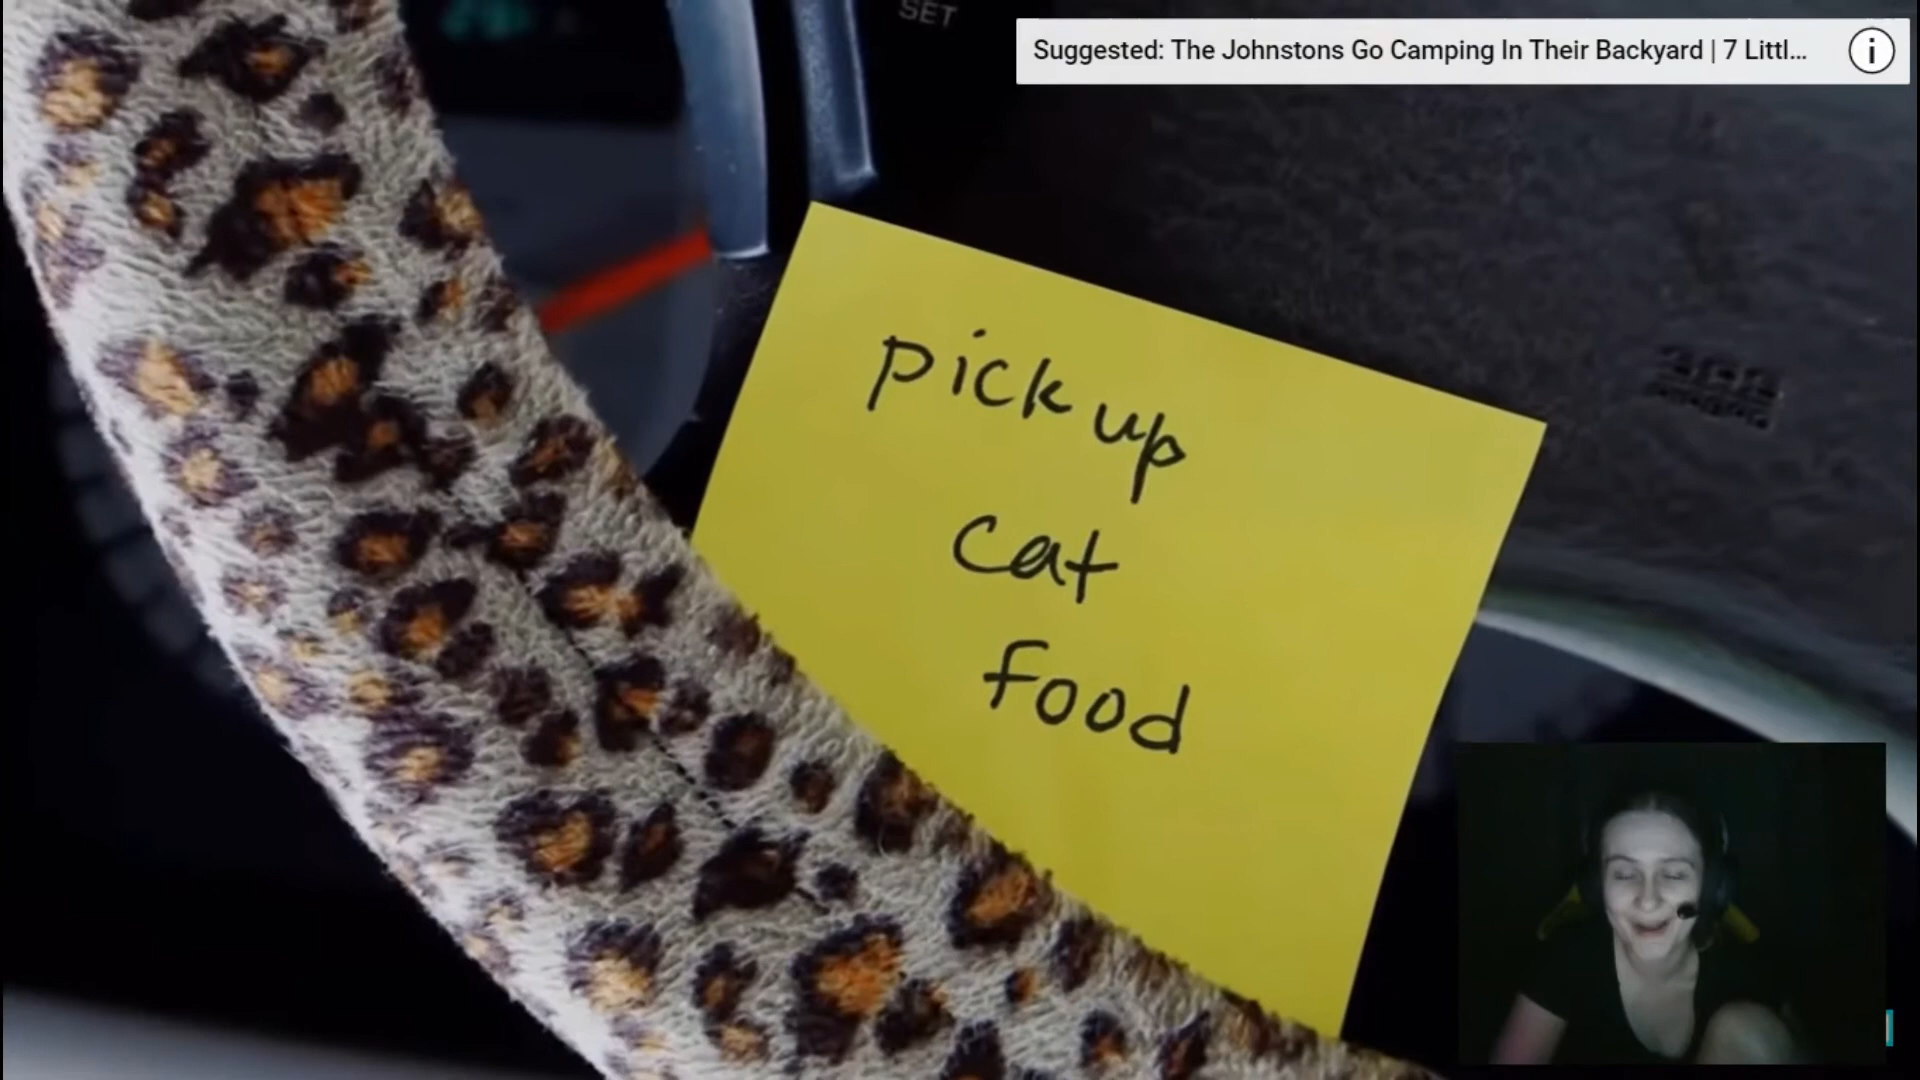 SET
Suggested: The Johnstons Go Camping In Their Backyard | 7 Littl...
pick up
cat
food